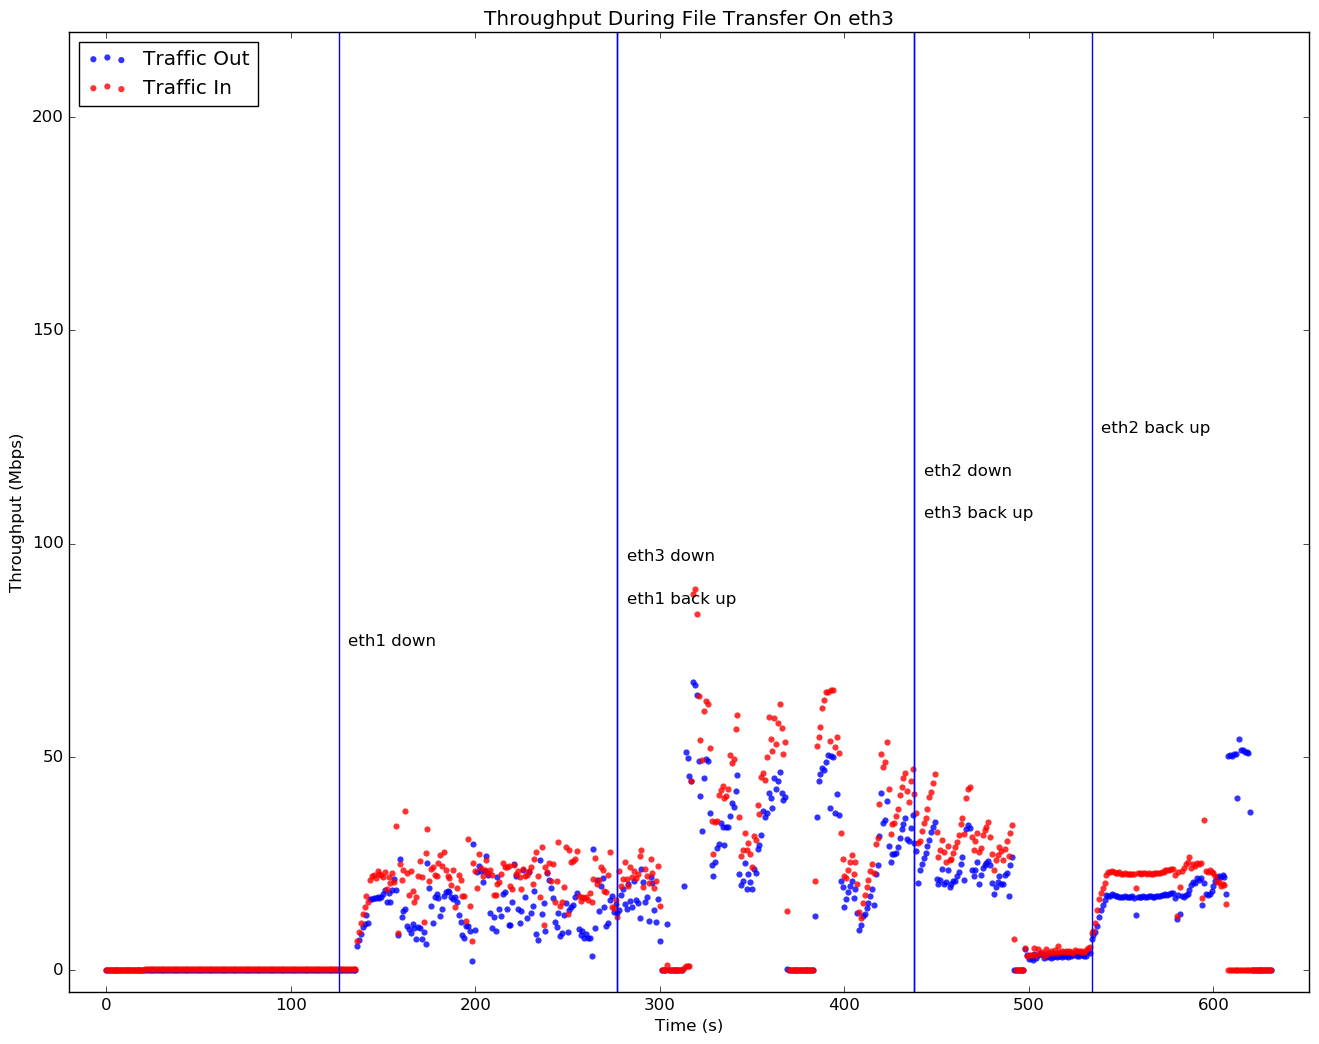 Throughput During File Transfer On eth3
Traffic Out
Traffic In
200
150
100
50
0
Throughput (Mbps)
eth2 back up
eth2 down
eth3 back up
eth3 down
eth1 back up
eth1 down
0 100 200 300 400 500 600
Time (s)